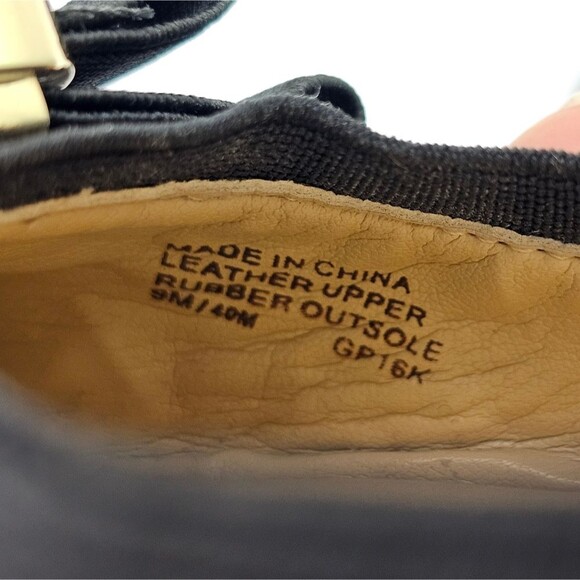 MADE IN CHINA
LEATHER UPPER
RUBBER OUTSOLE
9M / 40M
GP16K